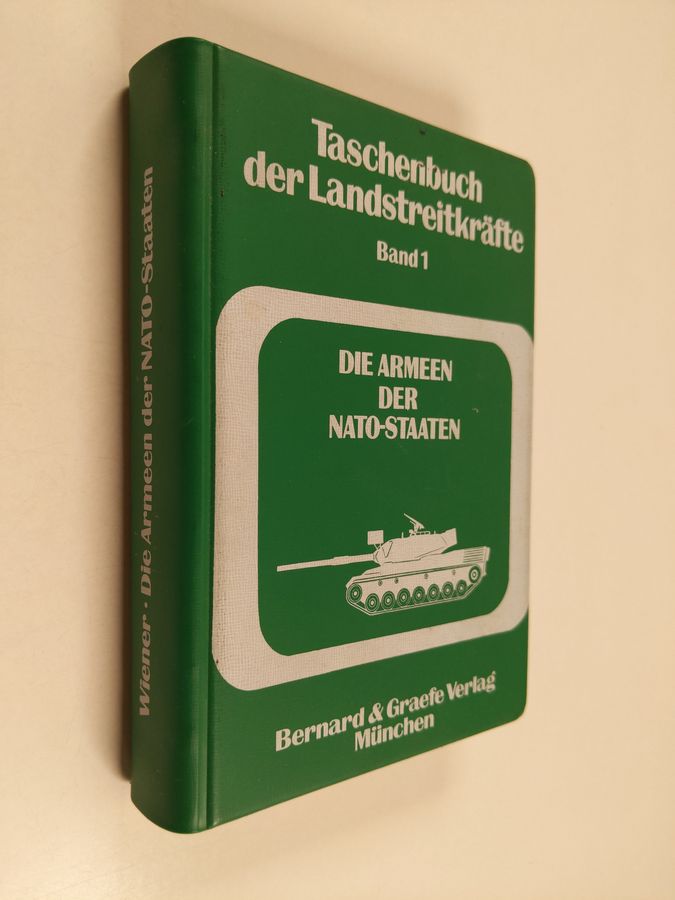 Wiener · Die Armeen der NATO-Staaten
Taschenbuch
der Landstreitkräfte
Band 1
DIE ARMEEN
DER
NATO-STAATEN
Bernard & Graefe Verlag
München